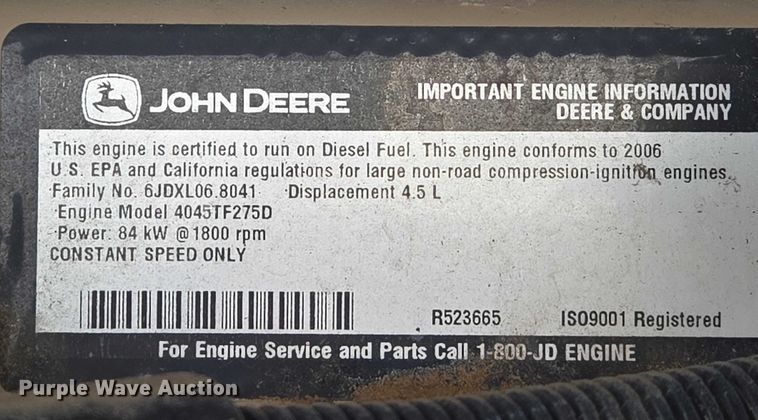 JOHN DEERE
IMPORTANT ENGINE INFORMATION
DEERE & COMPANY
This engine is certified to run on Diesel Fuel. This engine conforms to 2006
U.S. EPA and California regulations for large non-road compression-ignition engines.
Family No. 6JDXL06.8041 Displacement 4.5 L
Engine Model 4045TF275D
Power: 84 kW @ 1800 rpm
CONSTANT SPEED ONLY
R523665 ISO9001 Registered
For Engine Service and Parts Call 1-800-JD ENGINE
Purple Wave Auction